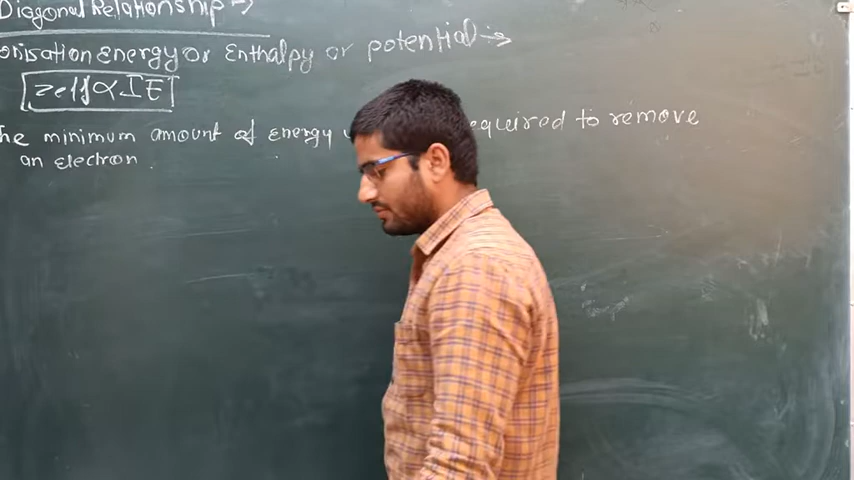 Diagonal Relationship →
onisation Energy or Enthalpy or potential →
Zeff ∝ IE
he minimum amount of energy equired to remove
an electron